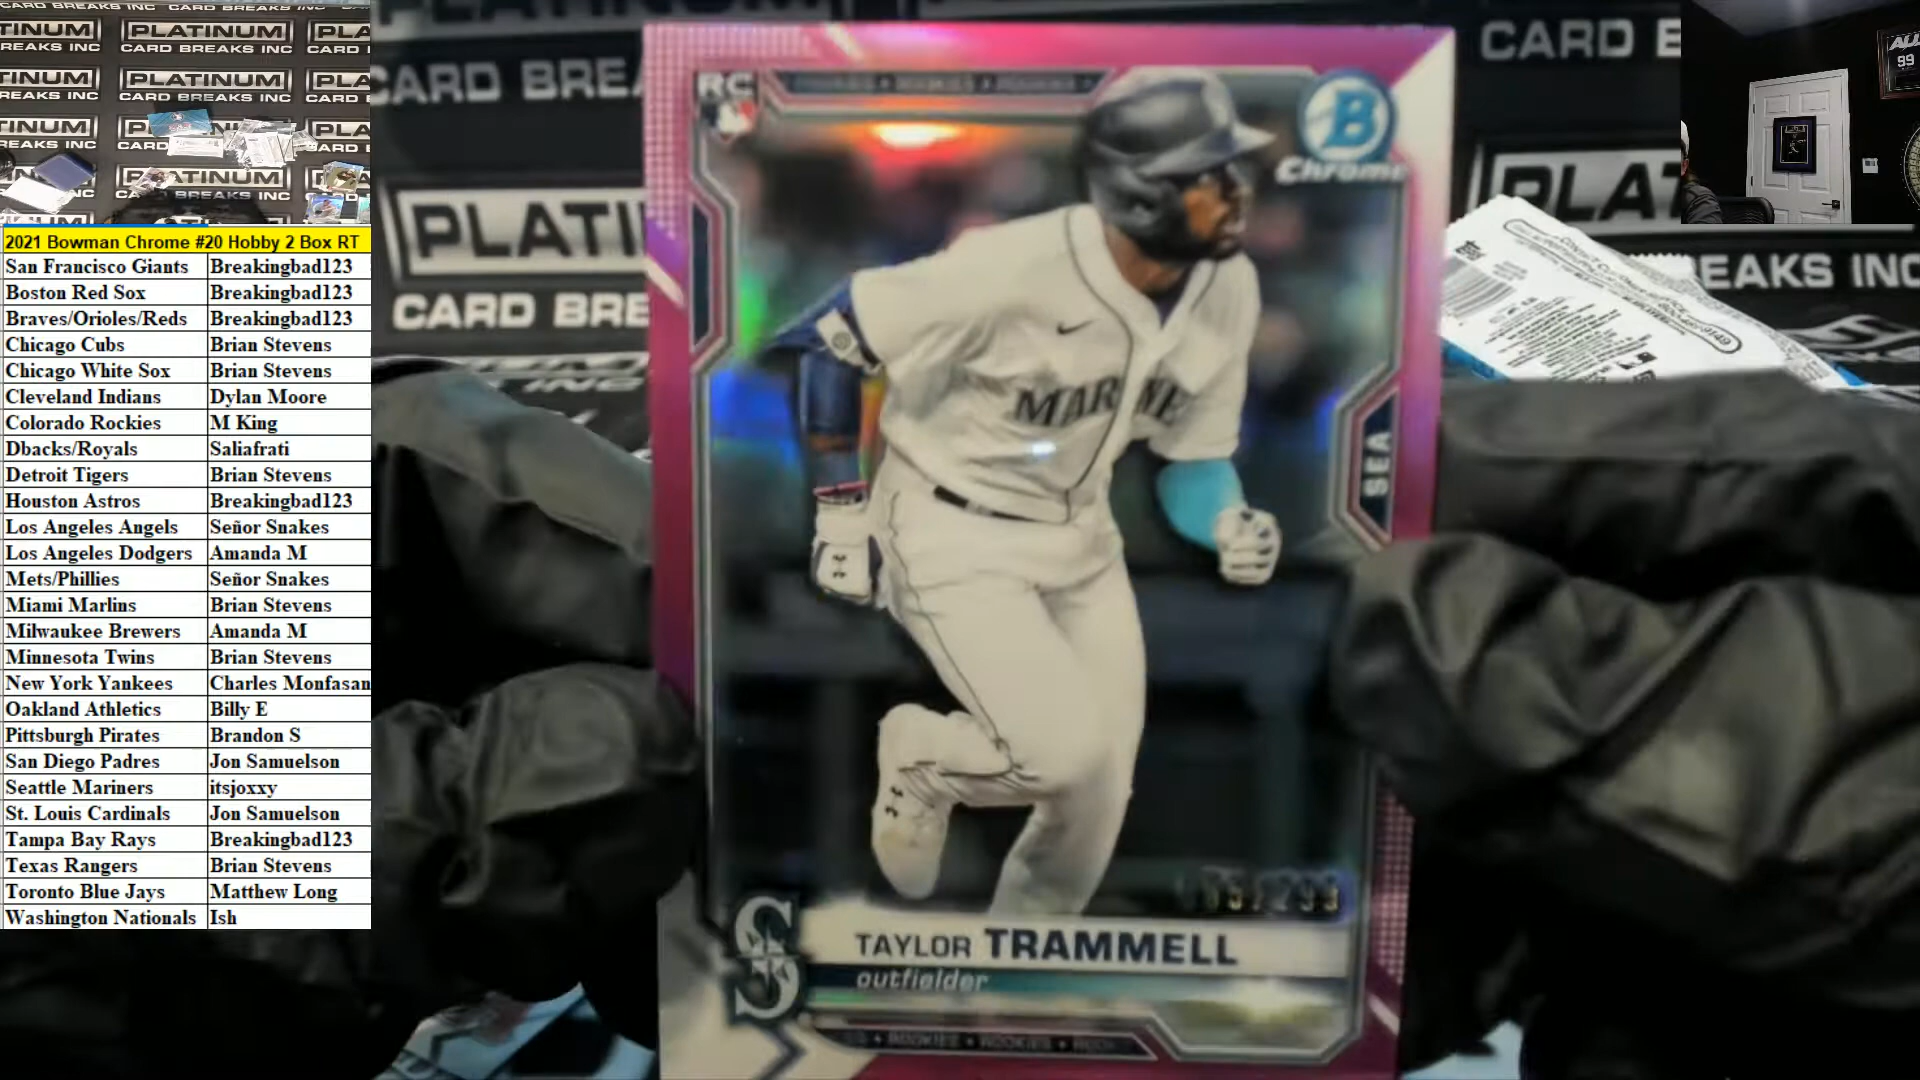 2021 Bowman Chrome #20 Hobby 2 Box RT
San Francisco Giants Breakingbad123
Boston Red Sox Breakingbad123
Braves/Orioles/Reds Breakingbad123
Chicago Cubs Brian Stevens
Chicago White Sox Brian Stevens
Cleveland Indians Dylan Moore
Colorado Rockies M King
Dbacks/Royals Saliafrati
Detroit Tigers Brian Stevens
Houston Astros Breakingbad123
Los Angeles Angels Señor Snakes
Los Angeles Dodgers Amanda M
Mets/Phillies Señor Snakes
Miami Marlins Brian Stevens
Milwaukee Brewers Amanda M
Minnesota Twins Brian Stevens
New York Yankees Charles Monfasan
Oakland Athletics Billy E
Pittsburgh Pirates Brandon S
San Diego Padres Jon Samuelson
Seattle Mariners itsjoxxy
St. Louis Cardinals Jon Samuelson
Tampa Bay Rays Breakingbad123
Texas Rangers Brian Stevens
Toronto Blue Jays Matthew Long
Washington Nationals Ish
PLATINUM
CARD BREAKS INC
RC
B
Chrome
MARINE
SEA
TAYLOR TRAMMELL
outfielder
S
ROOKIES • ROOKIES
PLATI
CARD BRE
CARD BREA
CARD B
PLAT
EAKS INC
topps
99